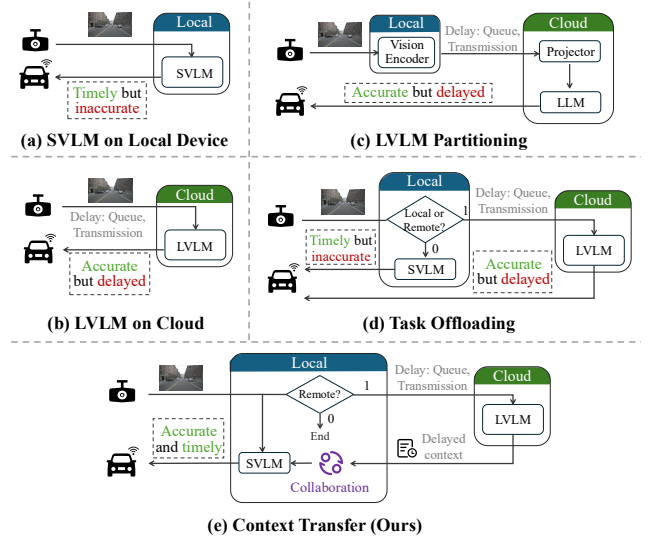 Local
SVLM
Timely but
inaccurate
(a) SVLM on Local Device
Local
Vision
Encoder
Delay: Queue,
Transmission
Cloud
Projector
LLM
Accurate but delayed
(c) LVLM Partitioning
Cloud
Delay: Queue,
Transmission
LVLM
Accurate
but delayed
(b) LVLM on Cloud
Local
Local or
Remote?
1
0
SVLM
Timely but
inaccurate
Delay: Queue,
Transmission
Cloud
LVLM
Accurate
but delayed
(d) Task Offloading
Local
Remote?
1
0
End
Delay: Queue,
Transmission
Cloud
LVLM
Delayed
context
Accurate
and timely
SVLM
Collaboration
(e) Context Transfer (Ours)